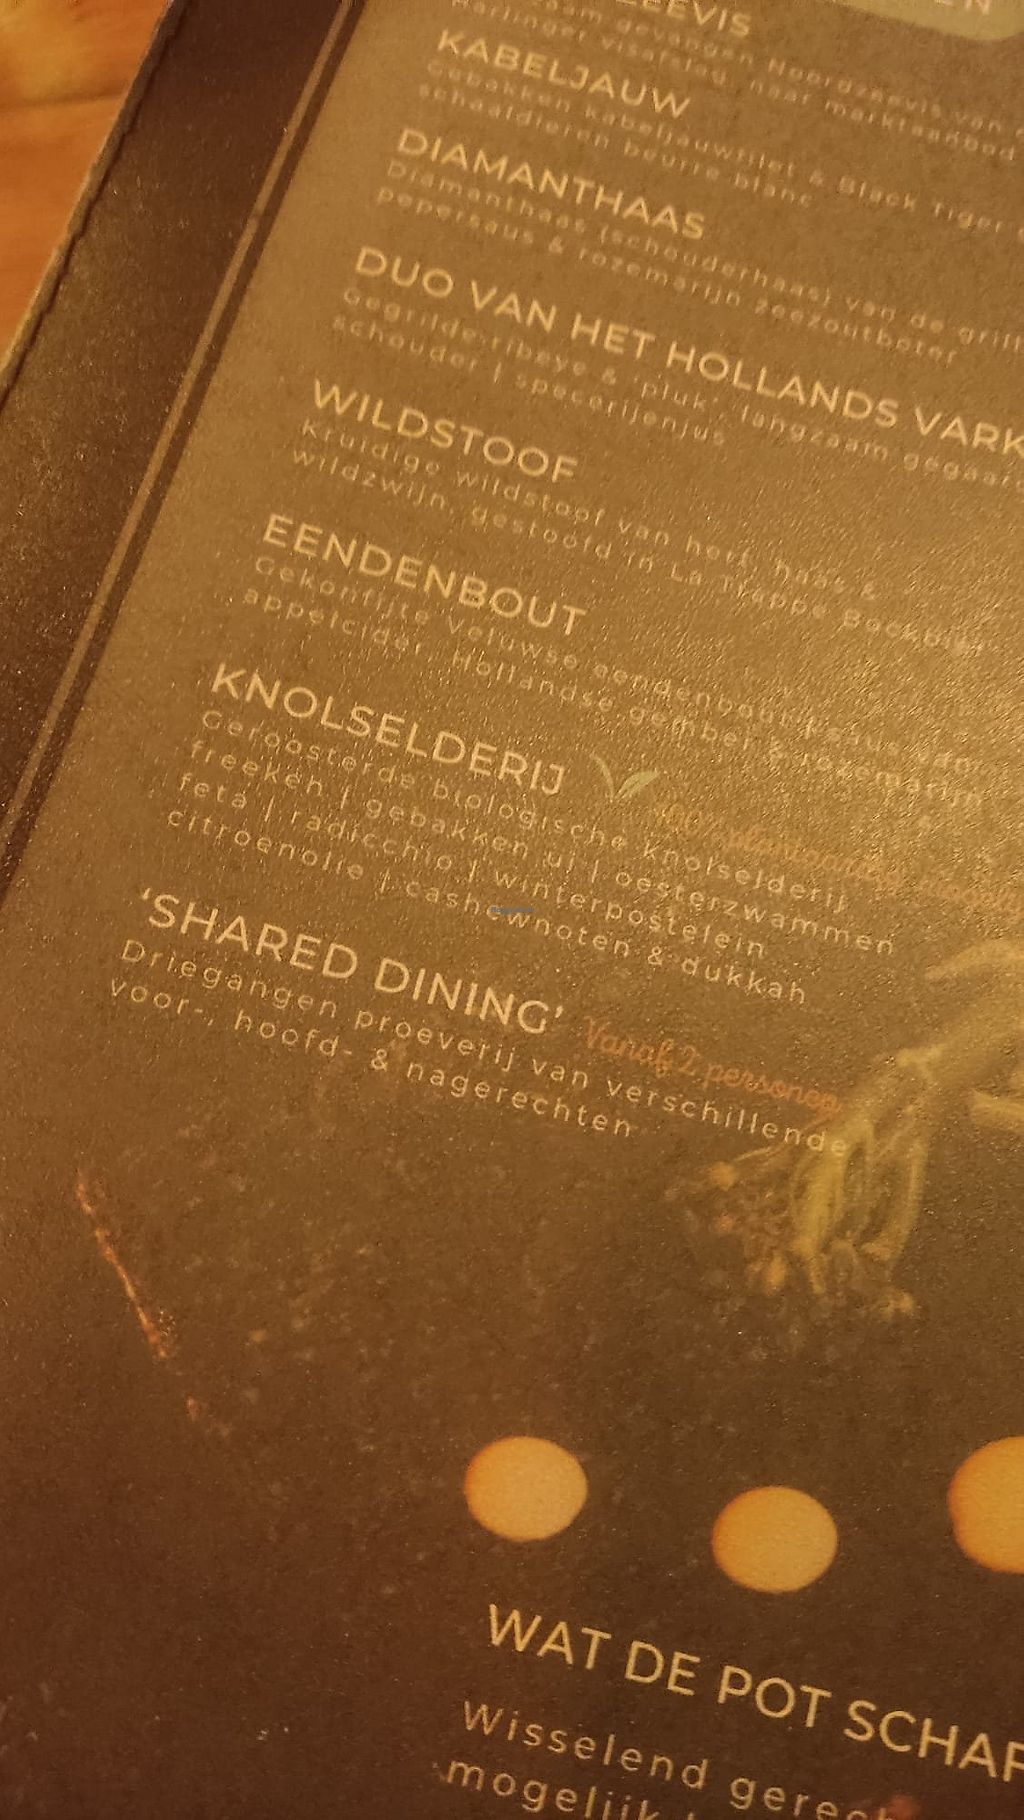 KABELJAUW
Gebakken kabeljauwfilet & Black Tiger
schaaldieren beurre blanc
DIAMANTHAAS
Diamanthaas (schouderhaas) van de grill
pepersaus & rozemarijn zeezoutboter
DUO VAN HET HOLLANDS VARK
Gegrilde ribeye & 'pluk', langzaam gegaard
schouder | specerijenjus
WILDSTOOF
Kruidige wildstoof van hert, haas &
wildzwijn, gestoofd in La Trappe Bockbier
EENDENBOUT
Gekonfijte Veluwse eendenbout | jus van
appelcider, Hollandse gember & rozemarijn
KNOLSELDERIJ
Geroosterde biologische knolselderij
freekeh | gebakken ui | oesterzwammen
feta | radicchio | winterpostelein
citroenolie | cashewnoten & dukkah
'SHARED DINING' Vanaf 2 personen
Driegangen proeverij van verschillende
voor-, hoofd- & nagerechten
WAT DE POT SCHAF
Wisselend gerech
mogelijk